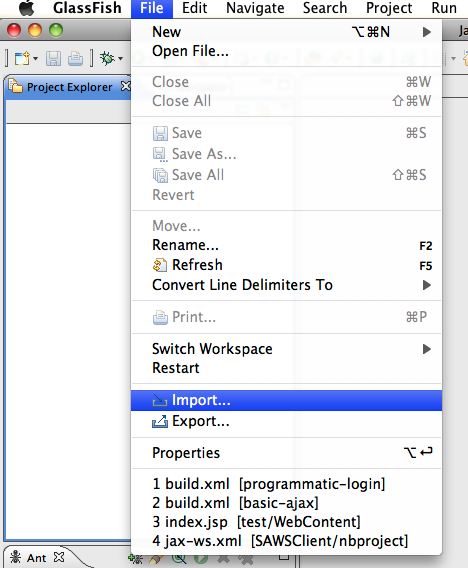 GlassFish File Edit Navigate Search Project Run
Ja
Project Explorer
New ⌥⌘N
Open File...
Close ⌘W
Close All ⇧⌘W
Save ⌘S
Save As...
Save All ⇧⌘S
Revert
Move...
Rename... F2
Refresh F5
Convert Line Delimiters To
Print... ⌘P
Switch Workspace
Restart
Import...
Export...
Properties ⌥↩
1 build.xml [programmatic-login]
2 build.xml [basic-ajax]
3 index.jsp [test/WebContent]
4 jax-ws.xml [SAWSClient/nbproject]
Ant